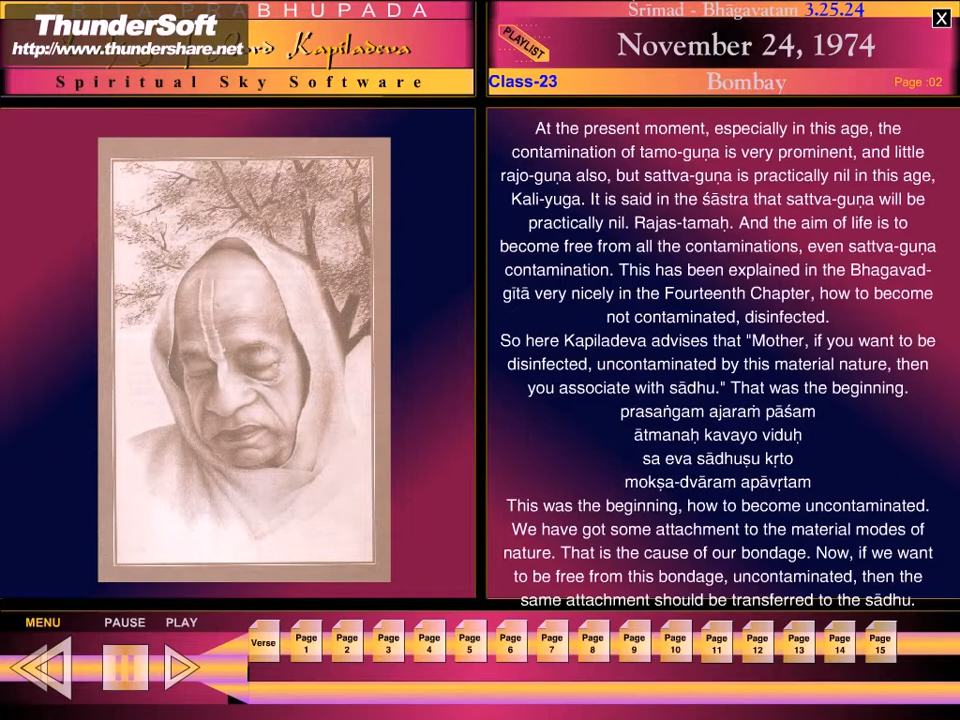 SRILA PRABHUPADA
ThunderSoft
http://www.thundershare.net
Lord Kapiladeva
Spiritual Sky Software
Śrīmad - Bhāgavatam 3.25.24
X
PLAYLIST
November 24, 1974
Class-23
Bombay
Page :02
At the present moment, especially in this age, the
contamination of tamo-guṇa is very prominent, and little
rajo-guṇa also, but sattva-guṇa is practically nil in this age,
Kali-yuga. It is said in the śāstra that sattva-guṇa will be
practically nil. Rajas-tamaḥ. And the aim of life is to
become free from all the contaminations, even sattva-guṇa
contamination. This has been explained in the Bhagavad-
gītā very nicely in the Fourteenth Chapter, how to become
not contaminated, disinfected.
So here Kapiladeva advises that "Mother, if you want to be
disinfected, uncontaminated by this material nature, then
you associate with sādhu." That was the beginning.
prasaṅgam ajaraṁ pāśam
ātmanaḥ kavayo viduḥ
sa eva sādhuṣu kṛto
mokṣa-dvāram apāvṛtam
This was the beginning, how to become uncontaminated.
We have got some attachment to the material modes of
nature. That is the cause of our bondage. Now, if we want
to be free from this bondage, uncontaminated, then the
same attachment should be transferred to the sādhu.
MENU PAUSE PLAY
Verse
Page 1
Page 2
Page 3
Page 4
Page 5
Page 6
Page 7
Page 8
Page 9
Page 10
Page 11
Page 12
Page 13
Page 14
Page 15